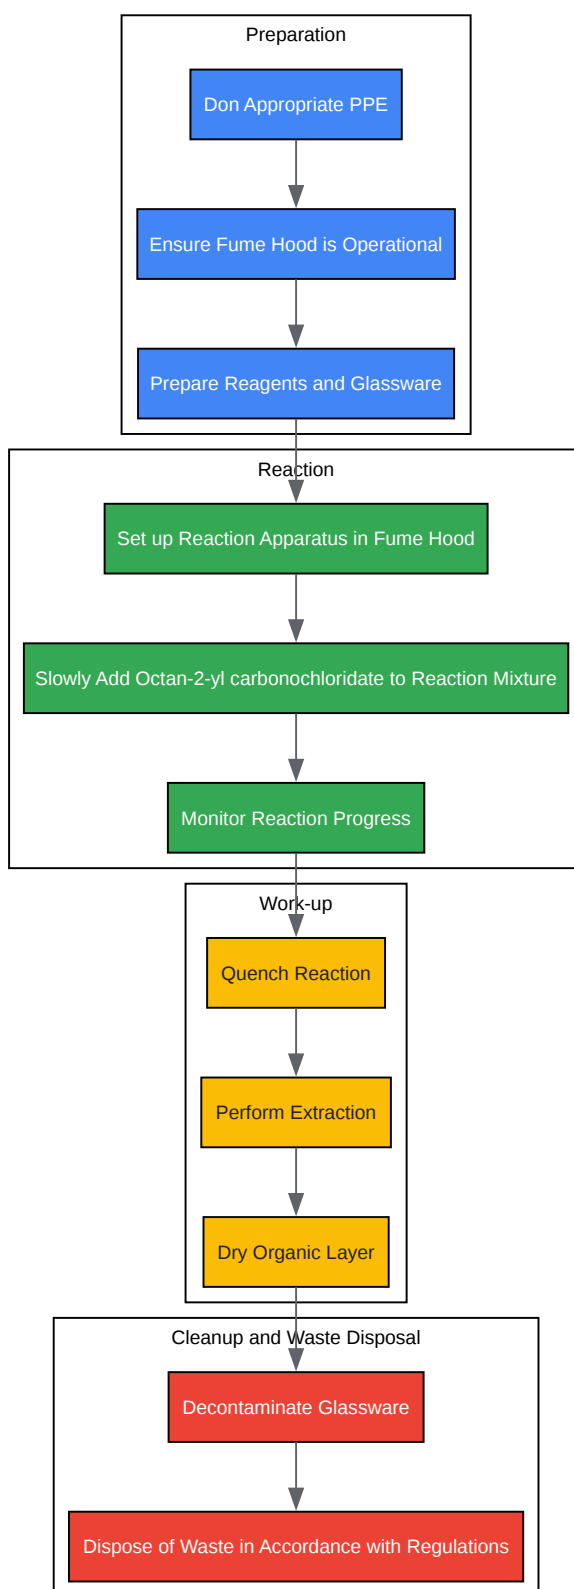 Preparation
Don Appropriate PPE
Ensure Fume Hood is Operational
Prepare Reagents and Glassware
Reaction
Set up Reaction Apparatus in Fume Hood
Slowly Add Octan-2-yl carbonochloridate to Reaction Mixture
Monitor Reaction Progress
Work-up
Quench Reaction
Perform Extraction
Dry Organic Layer
Cleanup and Waste Disposal
Decontaminate Glassware
Dispose of Waste in Accordance with Regulations